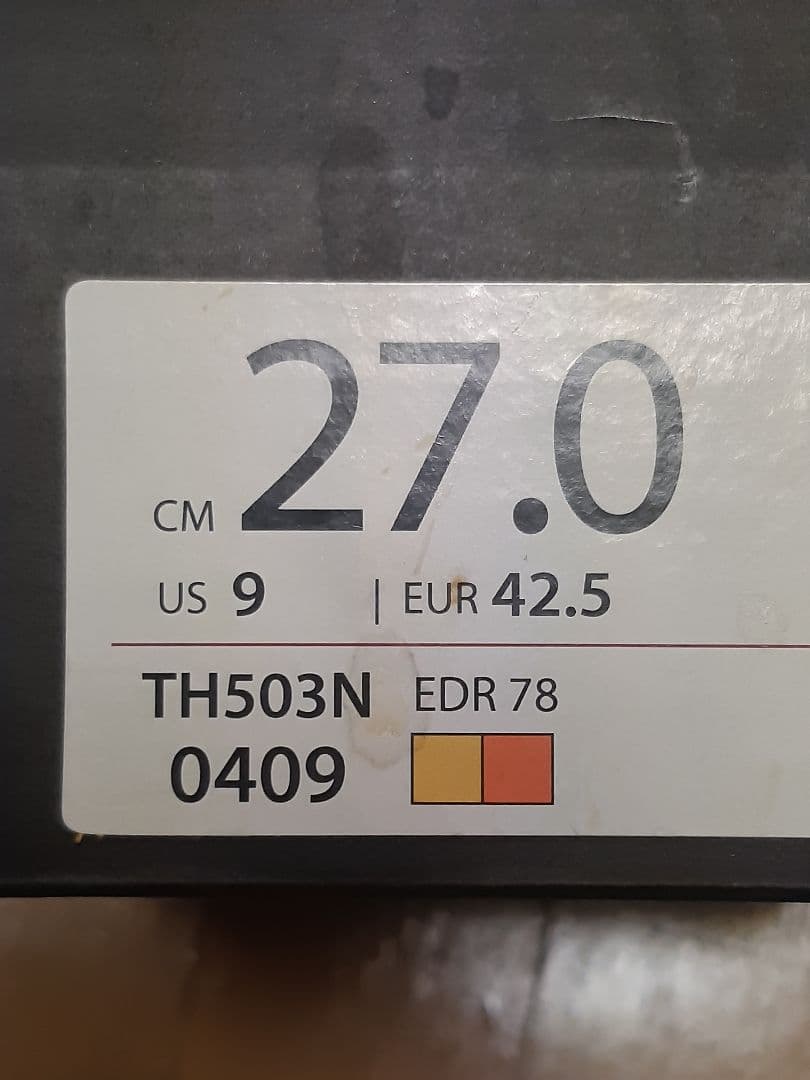 CM 27.0
US 9 | EUR 42.5
TH503N EDR 78
0409